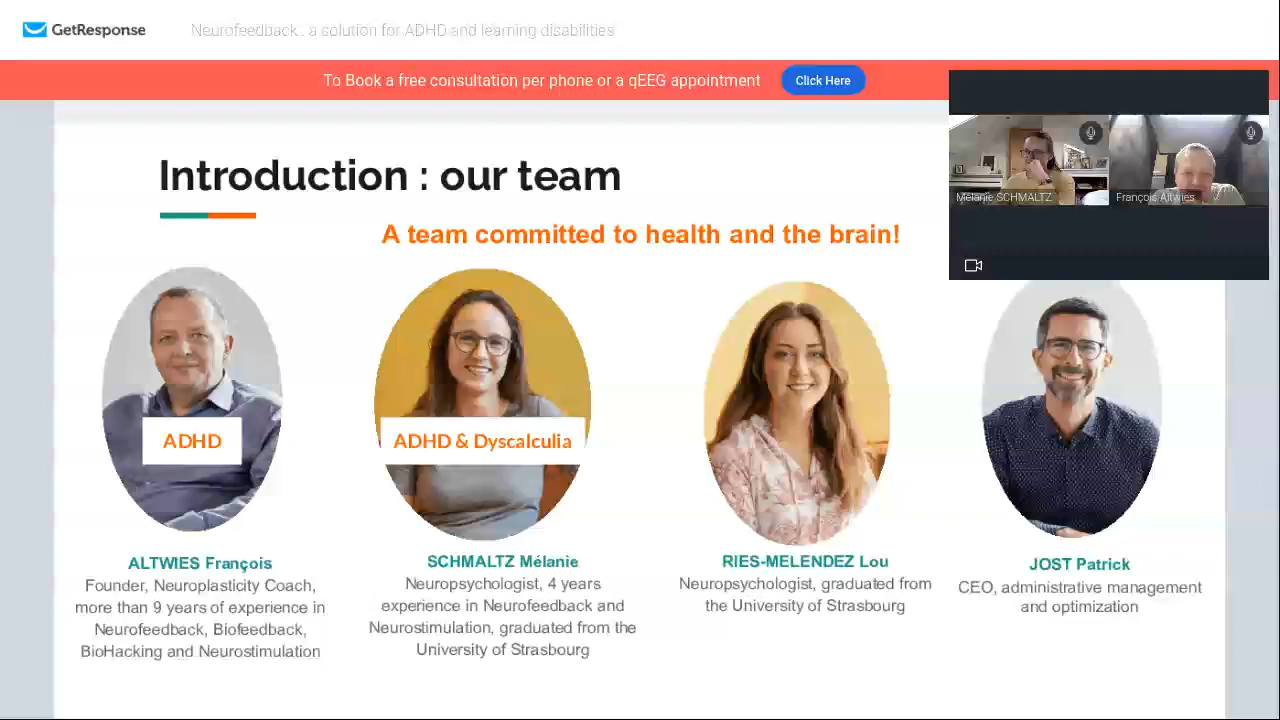 GetResponse
Neurofeedback : a solution for ADHD and learning disabilities
To Book a free consultation per phone or a qEEG appointment
Click Here
Mélanie SCHMALTZ
François Altwies
Introduction : our team
A team committed to health and the brain!
ADHD
ADHD & Dyscalculia
ALTWIES François
Founder, Neuroplasticity Coach,
more than 9 years of experience in
Neurofeedback, Biofeedback,
BioHacking and Neurostimulation
SCHMALTZ Mélanie
Neuropsychologist, 4 years
experience in Neurofeedback and
Neurostimulation, graduated from the
University of Strasbourg
RIES-MELENDEZ Lou
Neuropsychologist, graduated from
the University of Strasbourg
JOST Patrick
CEO, administrative management
and optimization